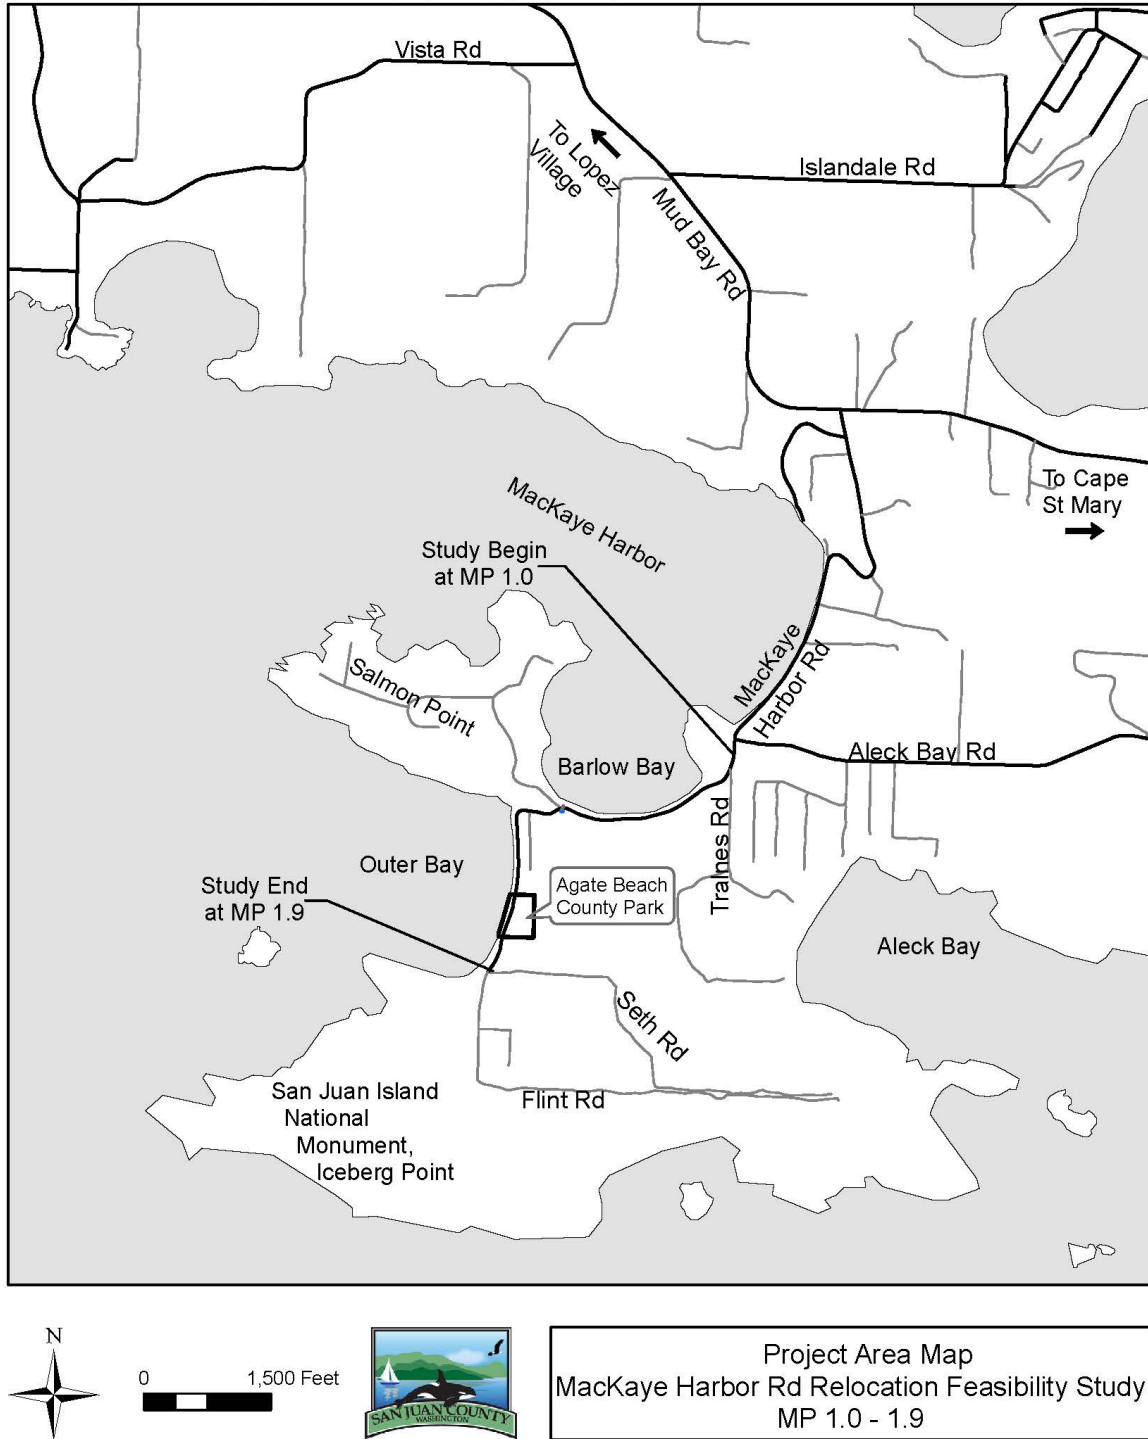 Vista Rd
To Lopez
Village
Islandale Rd
Mud Bay Rd
To Cape
St Mary
MacKaye Harbor
Study Begin
at MP 1.0
MacKaye
Harbor Rd
Salmon Point
Barlow Bay
Aleck Bay Rd
Tralnes Rd
Outer Bay
Agate Beach
County Park
Study End
at MP 1.9
Aleck Bay
Seth Rd
San Juan Island
National
Monument,
Iceberg Point
Flint Rd
N
0 1,500 Feet
SAN JUAN COUNTY
WASHINGTON
Project Area Map
MacKaye Harbor Rd Relocation Feasibility Study
MP 1.0 - 1.9